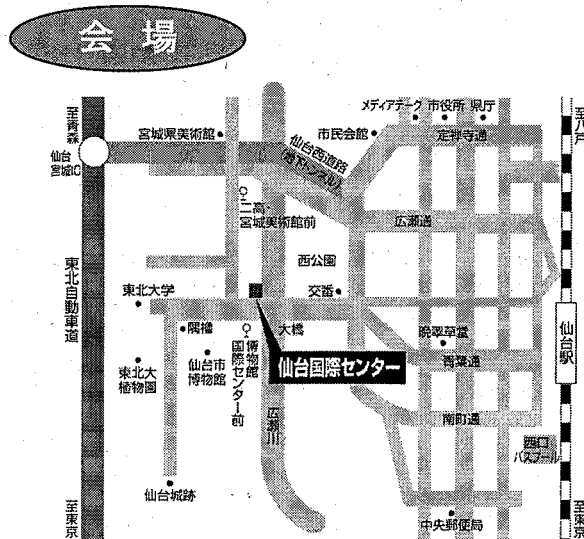 会場
メディアテーク 市役所 県庁
至青森
宮城県美術館
市民会館
定禅寺通
至八戸
仙台宮城IC
仙台西道路
(地下トンネル)
二高・宮城美術館前
広瀬通
西公園
東北自動車道
東北大学
交番
隅櫓
大橋
晩翠草堂
仙台駅
仙台国際センター
青葉通
東北大植物園
仙台市博物館
博物館国際センター前
広瀬川
南町通
西口バスプール
仙台城跡
中央郵便局
至東京
至東京